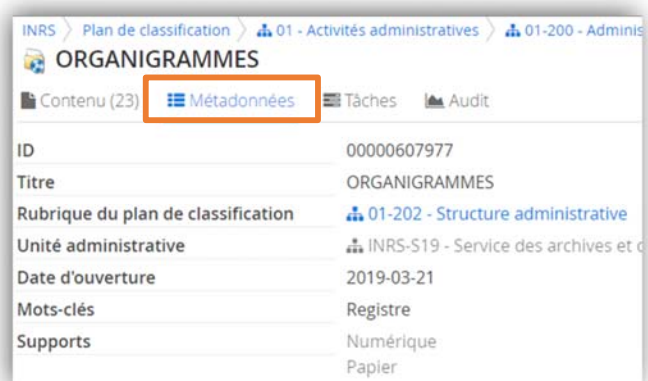 INRS Plan de classification 01 - Activités administratives 01-200 - Adminis
ORGANIGRAMMES
Contenu (23) Métadonnées Tâches Audit
ID 00000607977
Titre ORGANIGRAMMES
Rubrique du plan de classification 01-202 - Structure administrative
Unité administrative INRS-S19 - Service des archives et d
Date d'ouverture 2019-03-21
Mots-clés Registre
Supports Numérique
Papier